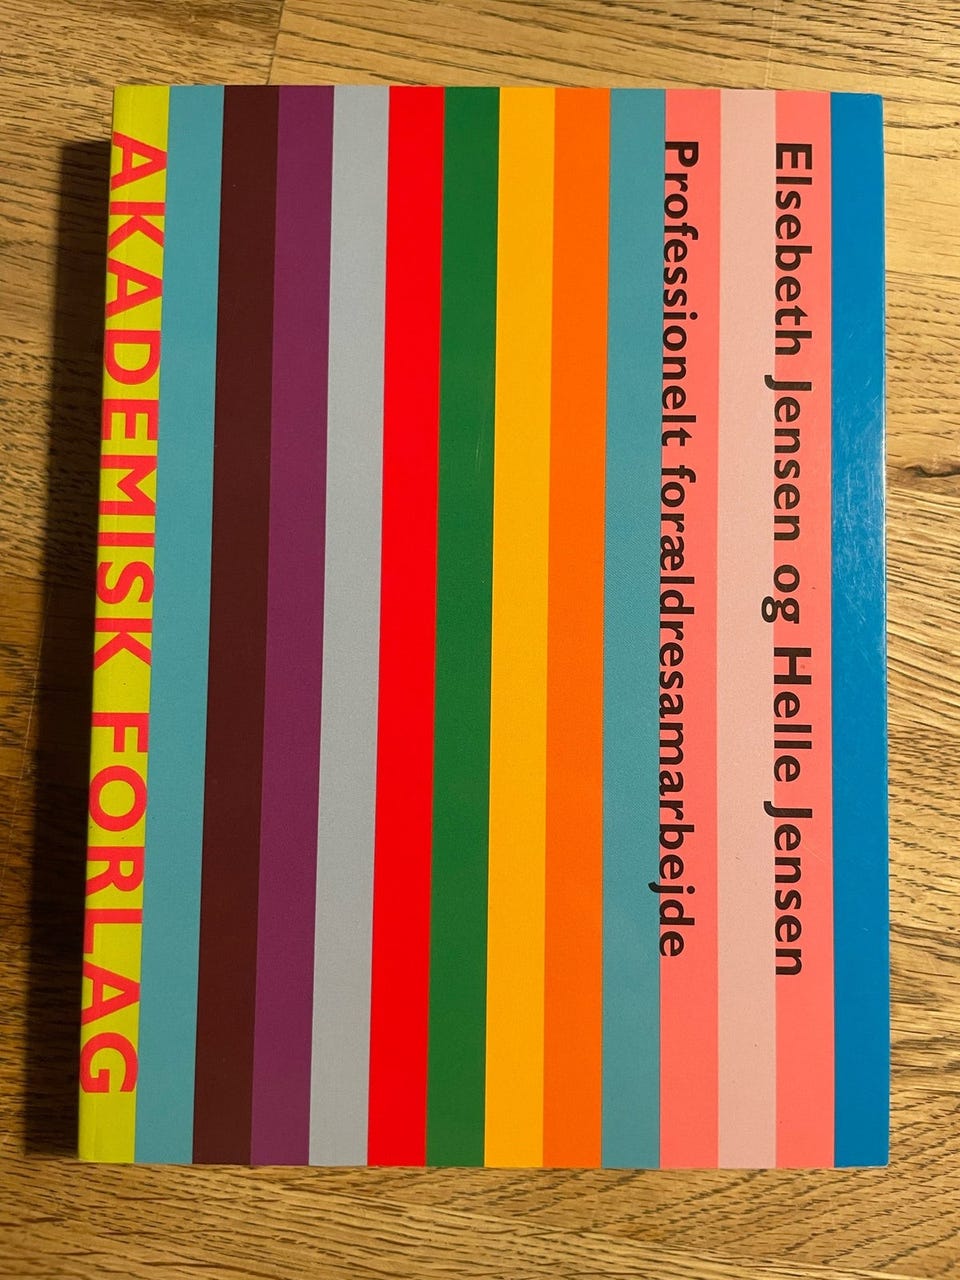 Elsebeth Jensen og Helle Jensen
Professionelt forældresamarbejde
AKADEMISK FORLAG